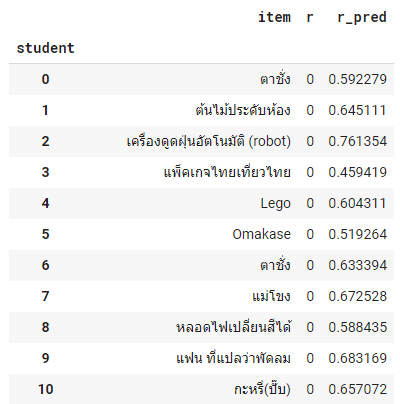 item r r_pred
student
0 ตาชั่ง 0 0.592279
1 ต้นไม้ประดับห้อง 0 0.645111
2 เครื่องดูดฝุ่นอัตโนมัติ (robot) 0 0.761354
3 แพ็คเกจไทยเที่ยวไทย 0 0.459419
4 Lego 0 0.604311
5 Omakase 0 0.519264
6 ตาชั่ง 0 0.633394
7 แม่โขง 0 0.672528
8 หลอดไฟเปลี่ยนสีได้ 0 0.588435
9 แฟน ที่แปลว่าพัดลม 0 0.683169
10 กะหรี่(ปั๊บ) 0 0.657072